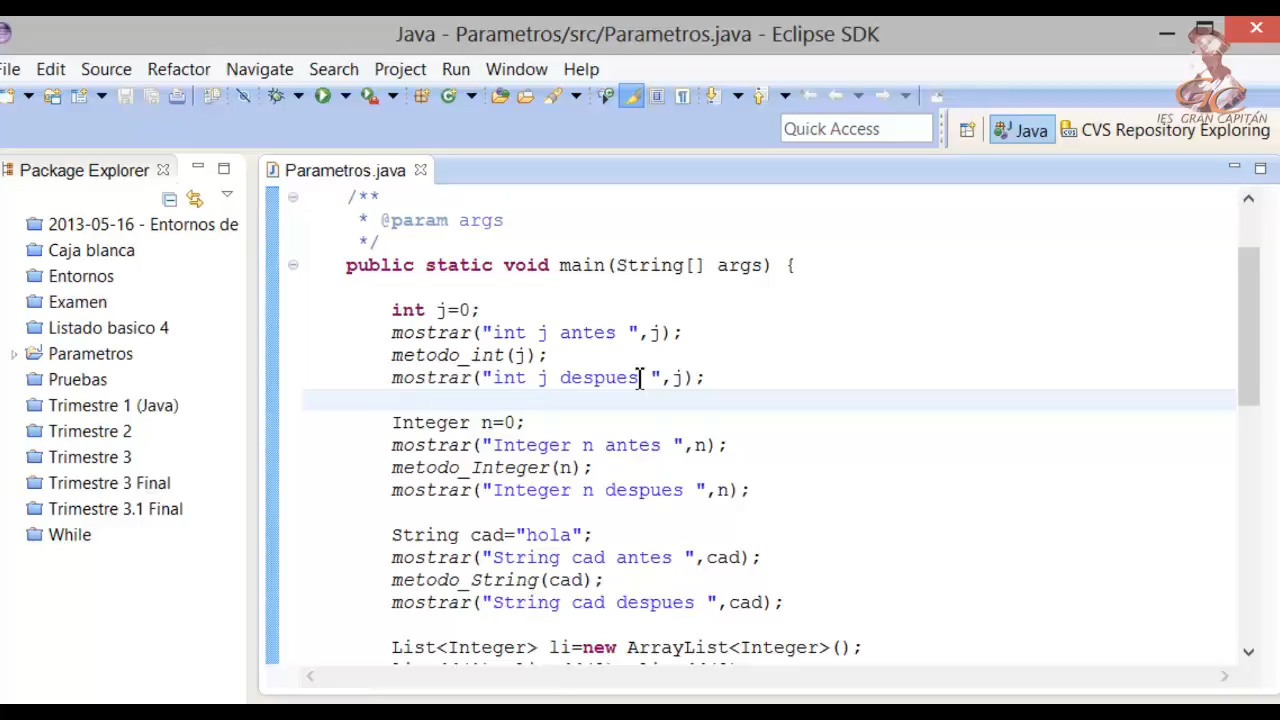 Java - Parametros/src/Parametros.java - Eclipse SDK
File Edit Source Refactor Navigate Search Project Run Window Help
IES GRAN CAPITÁN
Quick Access
Java
CVS Repository Exploring
Package Explorer
Parametros.java
2013-05-16 - Entornos de
Caja blanca
Entornos
Examen
Listado basico 4
Parametros
Pruebas
Trimestre 1 (Java)
Trimestre 2
Trimestre 3
Trimestre 3 Final
Trimestre 3.1 Final
While
/**
* @param args
*/
public static void main(String[] args) {
int j=0;
mostrar("int j antes ",j);
metodo_int(j);
mostrar("int j despues ",j);
Integer n=0;
mostrar("Integer n antes ",n);
metodo_Integer(n);
mostrar("Integer n despues ",n);
String cad="hola";
mostrar("String cad antes ",cad);
metodo_String(cad);
mostrar("String cad despues ",cad);
List<Integer> li=new ArrayList<Integer>();